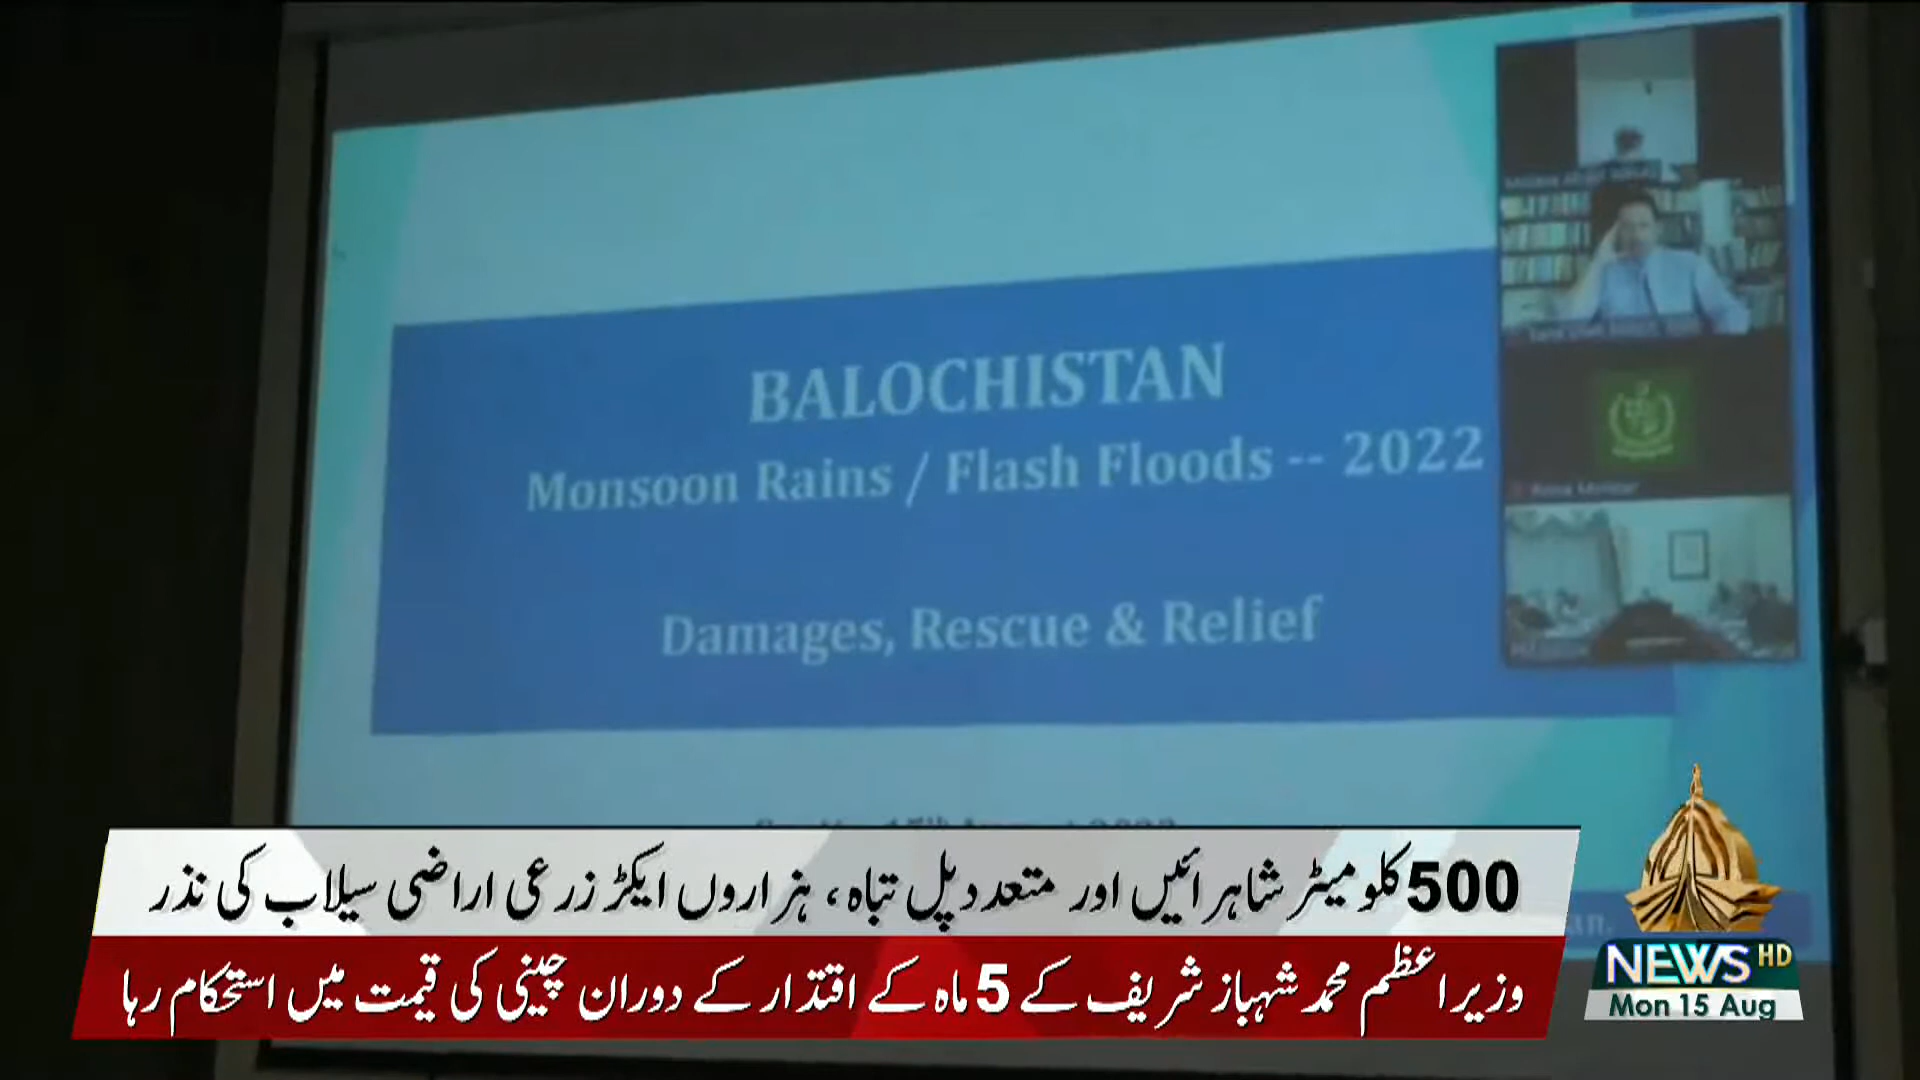 BALOCHISTAN
Monsoon Rains / Flash Floods -- 2022
Damages, Rescue & Relief
500 کلومیٹر شاہرائیں اور متعدد پل تباہ، ہزاروں ایکڑ زرعی اراضی سیلاب کی نذر
وزیراعظم محمد شہباز شریف کے 5 ماہ کے اقتدار کے دوران چینی کی قیمت میں استحکام رہا
NEWS HD
Mon 15 Aug